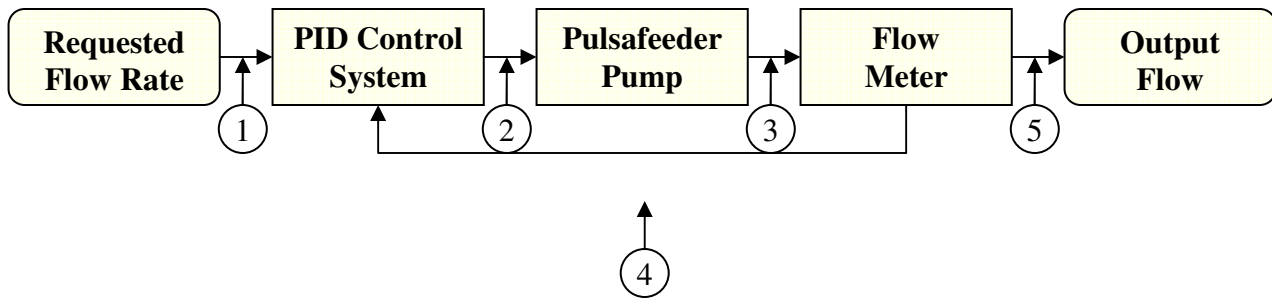 Requested
Flow Rate
PID Control
System
Pulsafeeder
Pump
Flow
Meter
Output
Flow
1
2
3
5
4